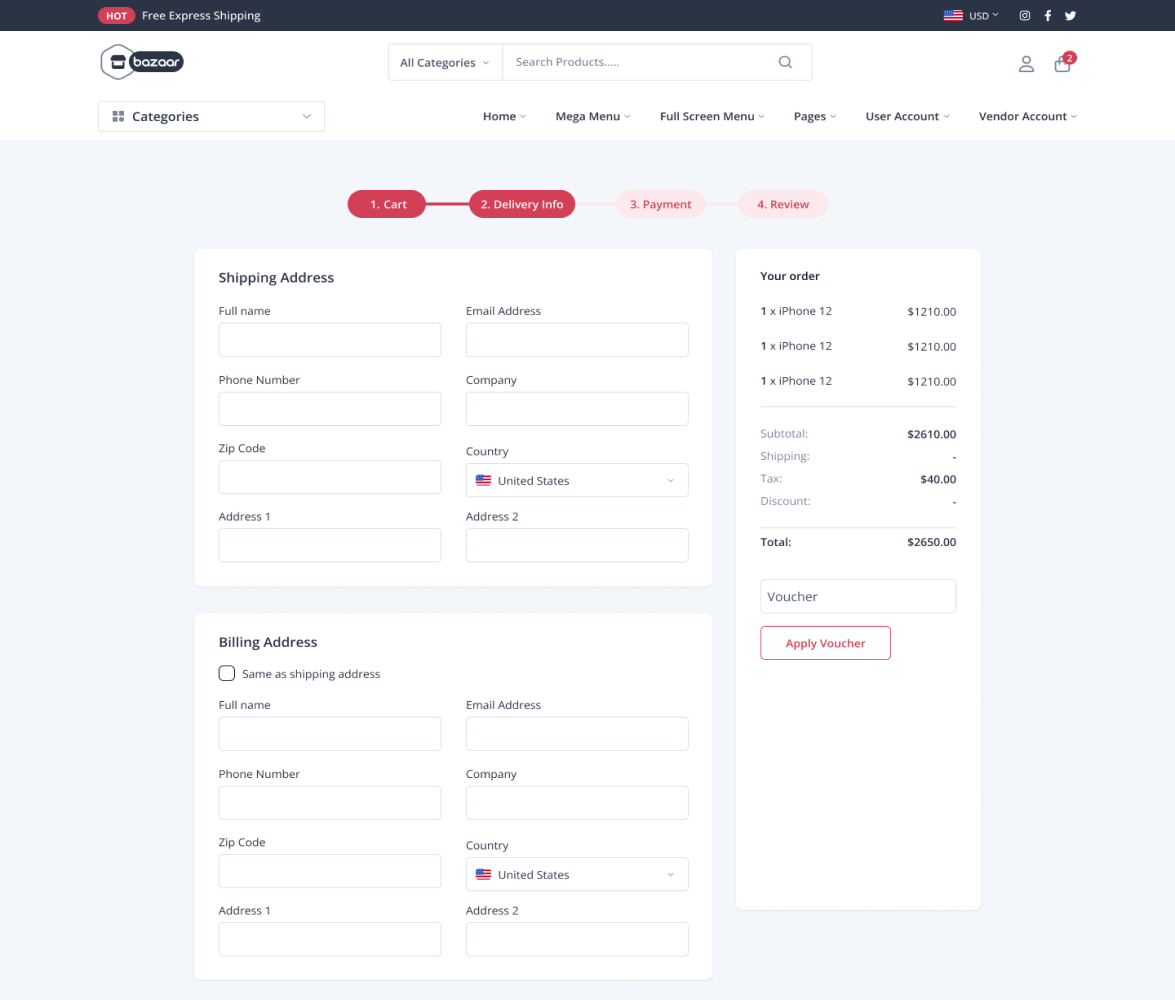 HOT Free Express Shipping USD
bazaar All Categories Search Products..... 2
Categories Home Mega Menu Full Screen Menu Pages User Account Vendor Account
1. Cart 2. Delivery Info 3. Payment 4. Review
Shipping Address
Full name Email Address
Phone Number Company
Zip Code Country
United States
Address 1 Address 2
Billing Address
Same as shipping address
Full name Email Address
Phone Number Company
Zip Code Country
United States
Address 1 Address 2
Your order
1 x iPhone 12 $1210.00
1 x iPhone 12 $1210.00
1 x iPhone 12 $1210.00
Subtotal: $2610.00
Shipping: -
Tax: $40.00
Discount: -
Total: $2650.00
Voucher
Apply Voucher